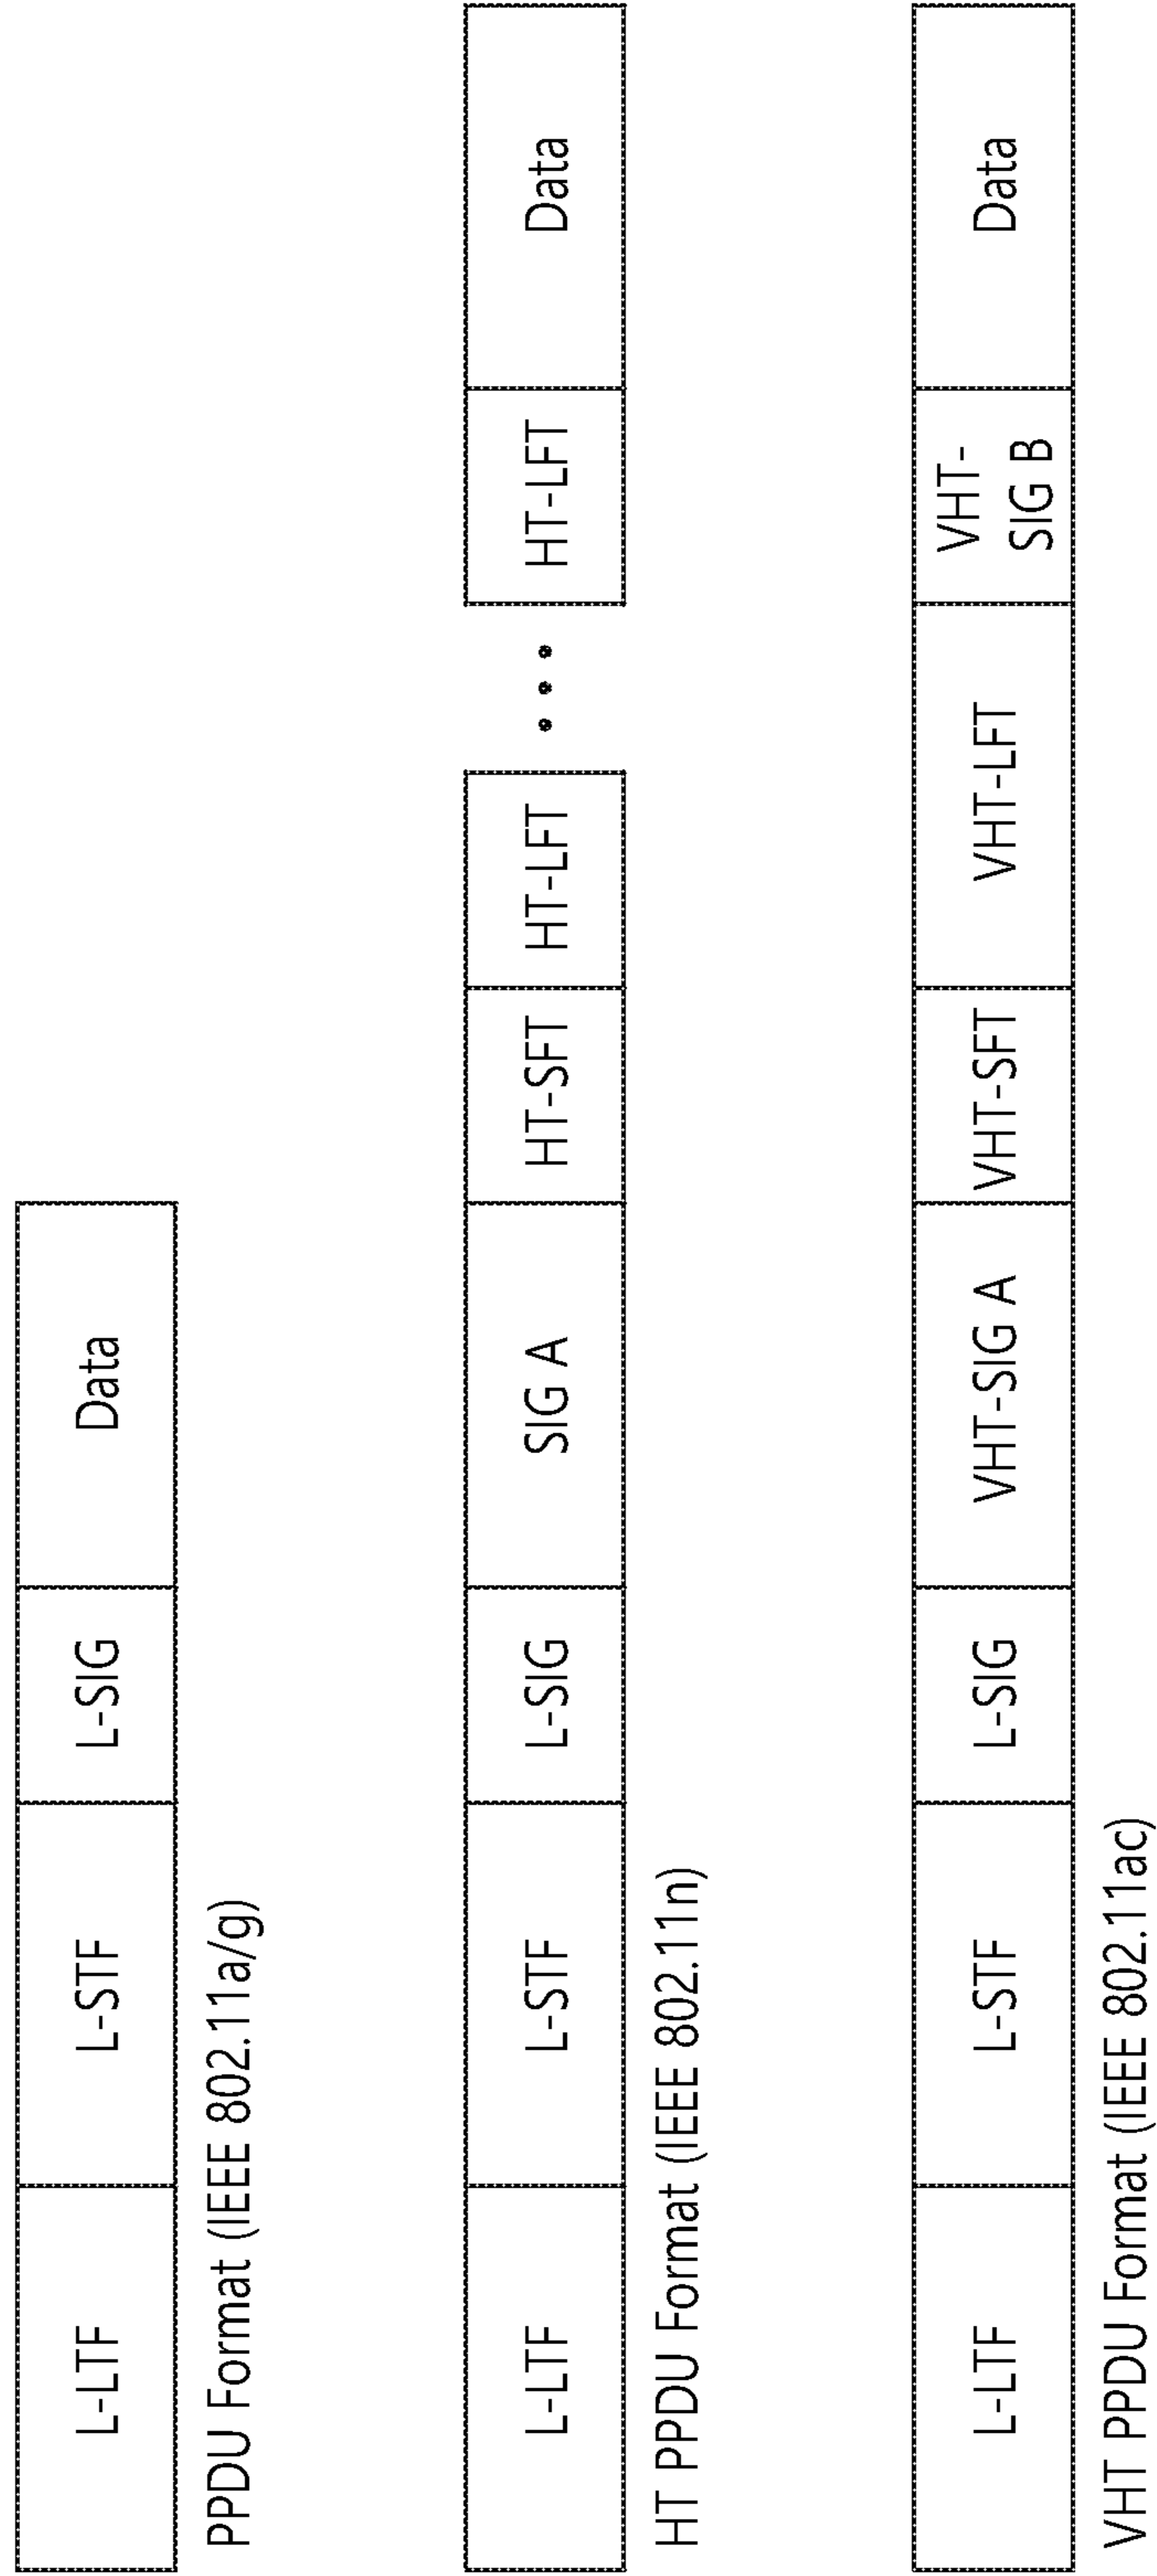 L-LTF L-STF L-SIG Data
PPDU Format (IEEE 802.11a/g)
L-LTF L-STF L-SIG SIG A HT-SFT HT-LFT • • • HT-LFT Data
HT PPDU Format (IEEE 802.11n)
L-LTF L-STF L-SIG VHT-SIG A VHT-SFT VHT-LFT VHT-
SIG B Data
VHT PPDU Format (IEEE 802.11ac)